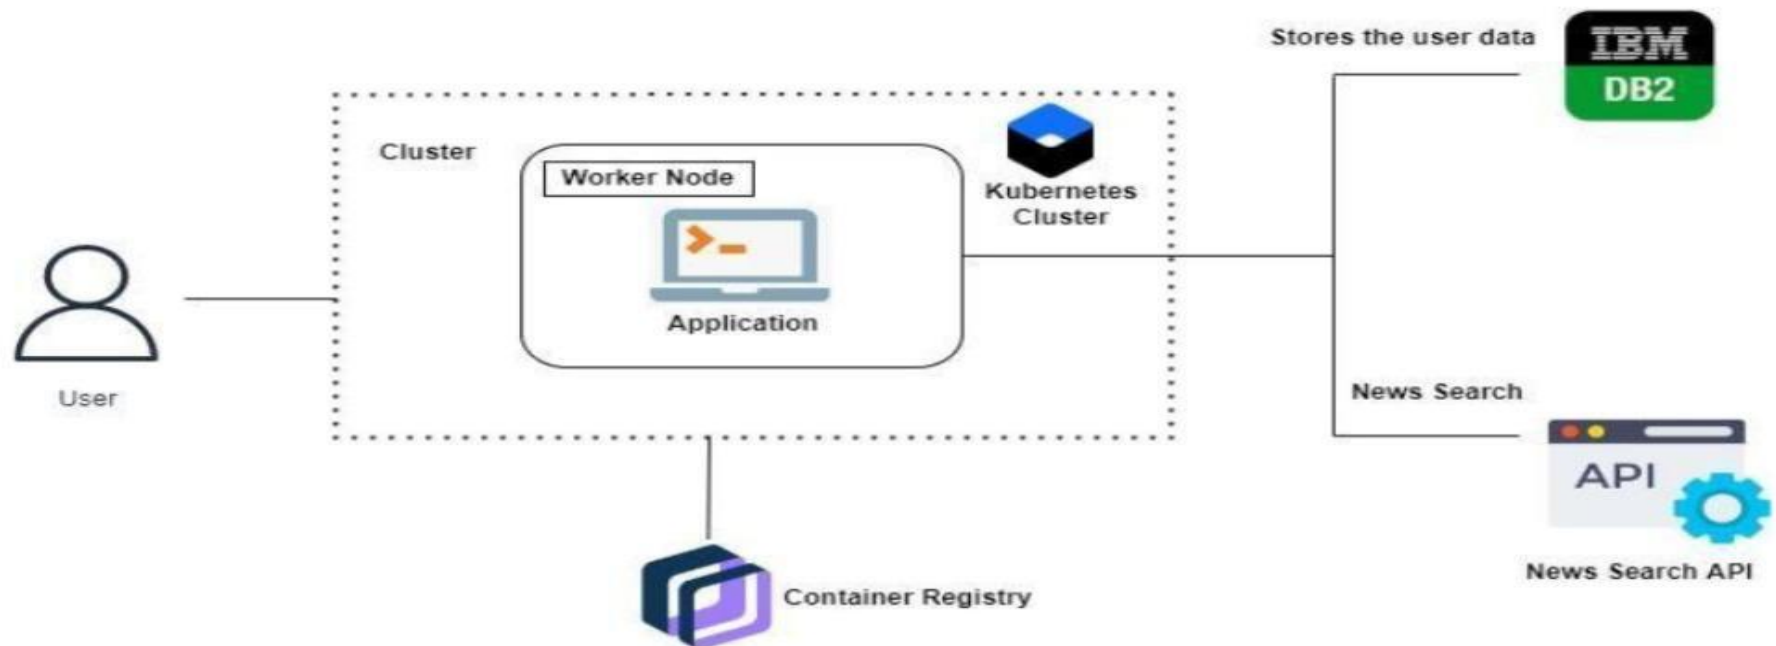 Stores the user data
IBM
DB2
Cluster
Worker Node
Kubernetes
Cluster
Application
User
News Search
API
News Search API
Container Registry